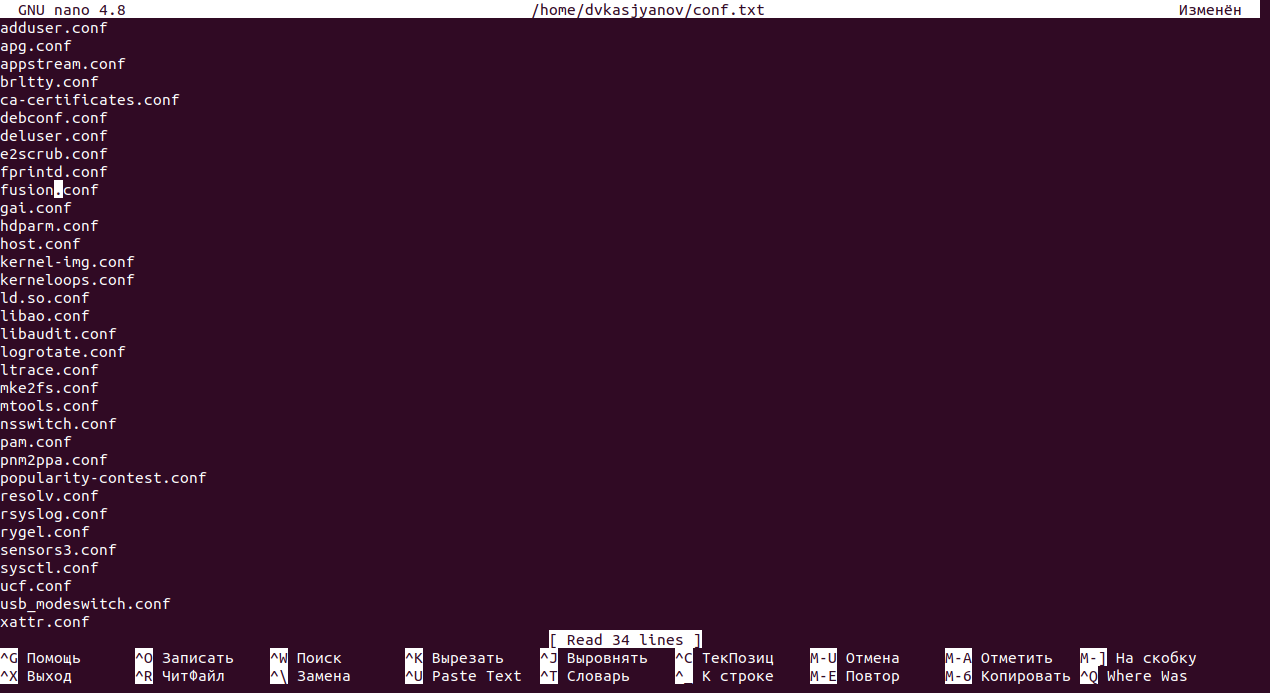 GNU nano 4.8 /home/dvkasjyanov/conf.txt Изменён
adduser.conf
apg.conf
appstream.conf
brltty.conf
ca-certificates.conf
debconf.conf
deluser.conf
e2scrub.conf
fprintd.conf
fusion.conf
gai.conf
hdparm.conf
host.conf
kernel-img.conf
kerneloops.conf
ld.so.conf
libao.conf
libaudit.conf
logrotate.conf
ltrace.conf
mke2fs.conf
mtools.conf
nsswitch.conf
pam.conf
pnm2ppa.conf
popularity-contest.conf
resolv.conf
rsyslog.conf
rygel.conf
sensors3.conf
sysctl.conf
ucf.conf
usb_modeswitch.conf
xattr.conf
[ Read 34 lines ]
^G Помощь ^O Записать ^W Поиск ^K Вырезать ^J Выровнять ^C ТекПозиц M-U Отмена M-A Отметить M-] На скобку
^X Выход ^R ЧитФайл ^\ Замена ^U Paste Text ^T Словарь ^_ К строке M-E Повтор M-6 Копировать ^Q Where Was